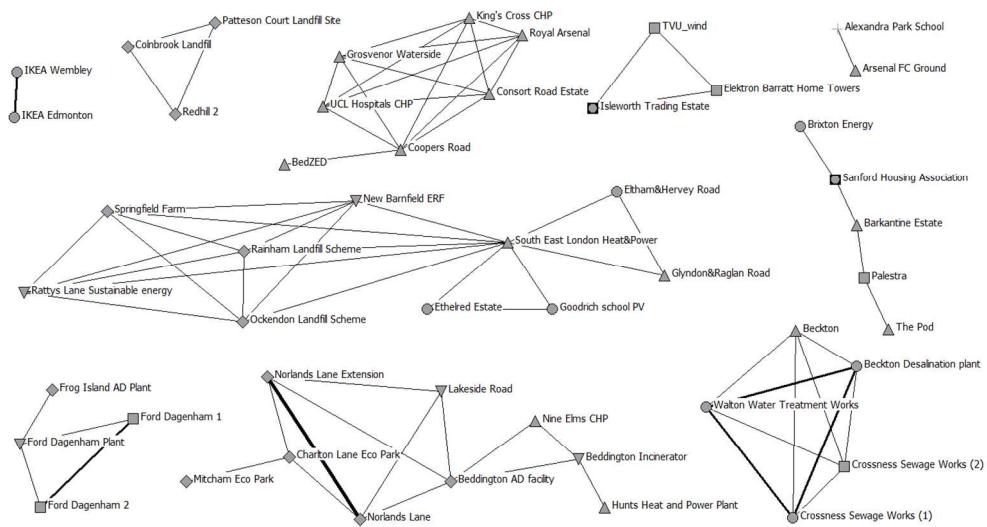 Patteson Court Landfill Site
Colnbrook Landfill
Redhill 2
IKEA Wembley
IKEA Edmonton
King's Cross CHP
Royal Arsenal
Grosvenor Waterside
Consort Road Estate
UCL Hospitals CHP
Coopers Road
BedZED
TVU_wind
Elektron Barratt Home Towers
Isleworth Trading Estate
Alexandra Park School
Arsenal FC Ground
Brixton Energy
Sanford Housing Association
Barkantine Estate
Palestra
The Pod
Springfield Farm
New Barnfield ERF
Eltham&Hervey Road
Rainham Landfill Scheme
South East London Heat&Power
Glyndon&Raglan Road
Rattys Lane Sustainable energy
Ockendon Landfill Scheme
Ethelred Estate
Goodrich school PV
Frog Island AD Plant
Ford Dagenham 1
Ford Dagenham Plant
Ford Dagenham 2
Norlands Lane Extension
Lakeside Road
Nine Elms CHP
Charlton Lane Eco Park
Beddington Incinerator
Mitcham Eco Park
Beddington AD facility
Norlands Lane
Hunts Heat and Power Plant
Beckton
Beckton Desalination plant
Walton Water Treatment Works
Crossness Sewage Works (2)
Crossness Sewage Works (1)